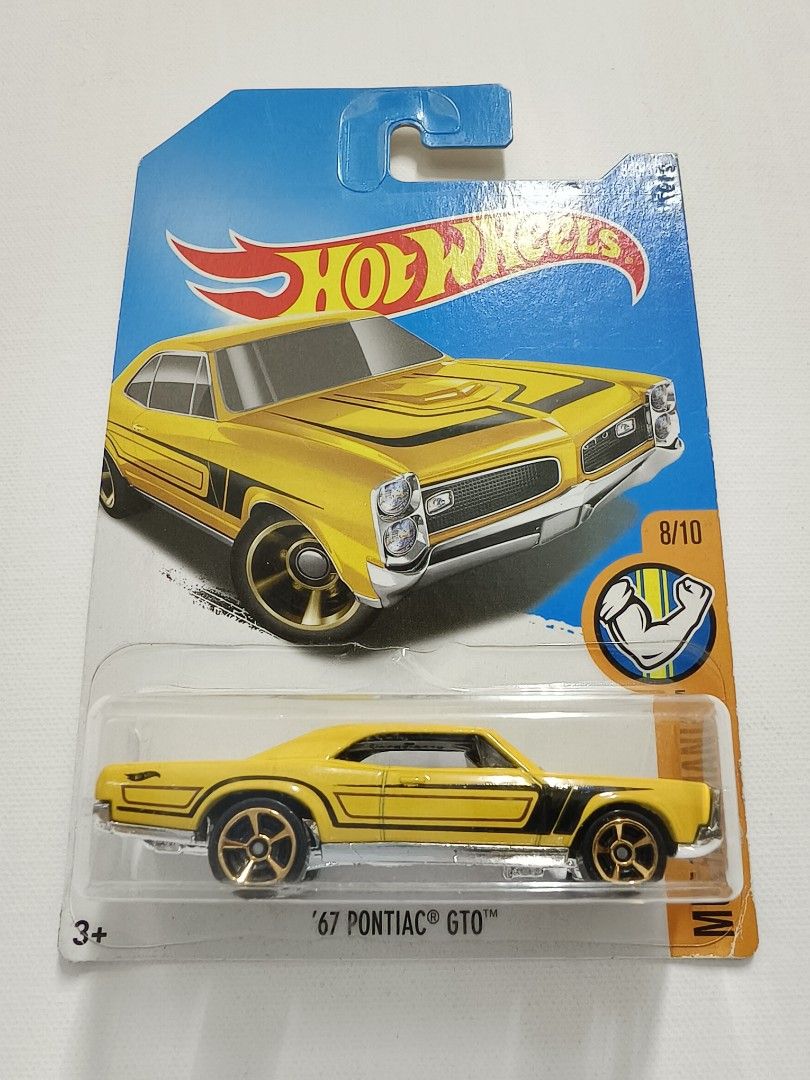 HOT WHEELS
8/10
'67 PONTIAC® GTO™
3+